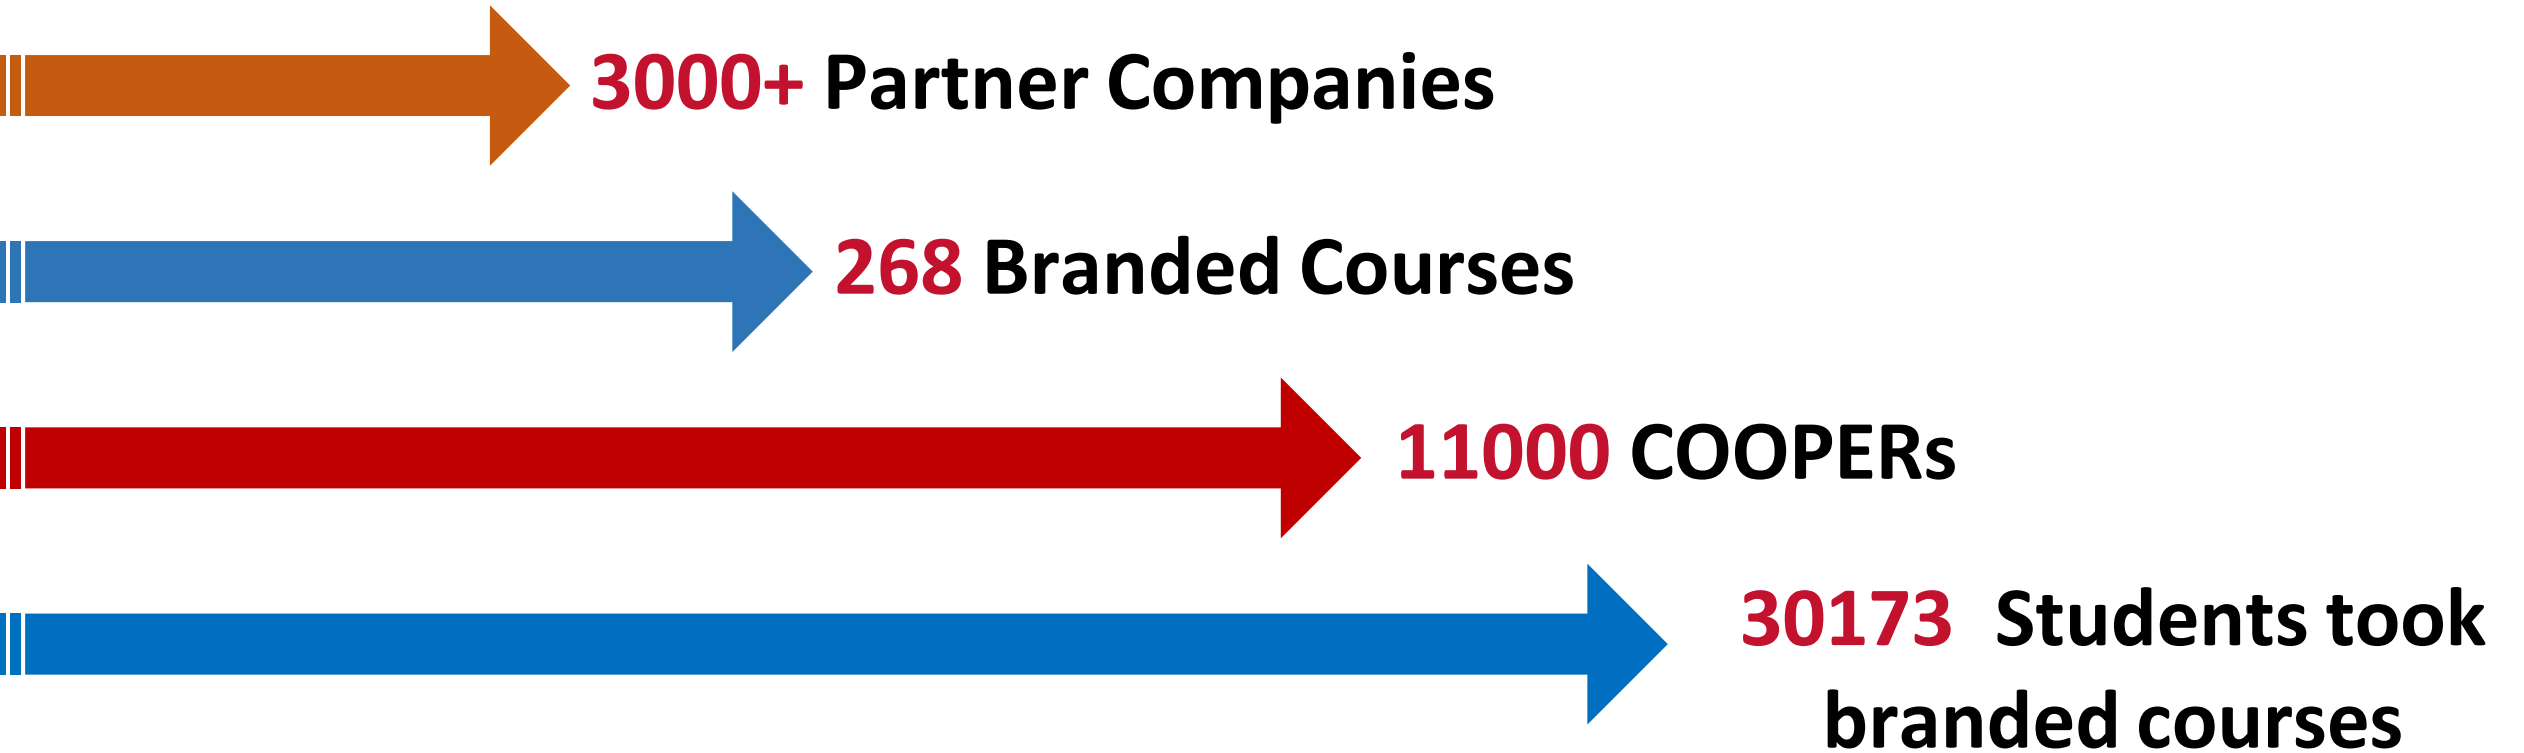 3000+ Partner Companies
268 Branded Courses
11000 COOPERs
30173 Students took
branded courses